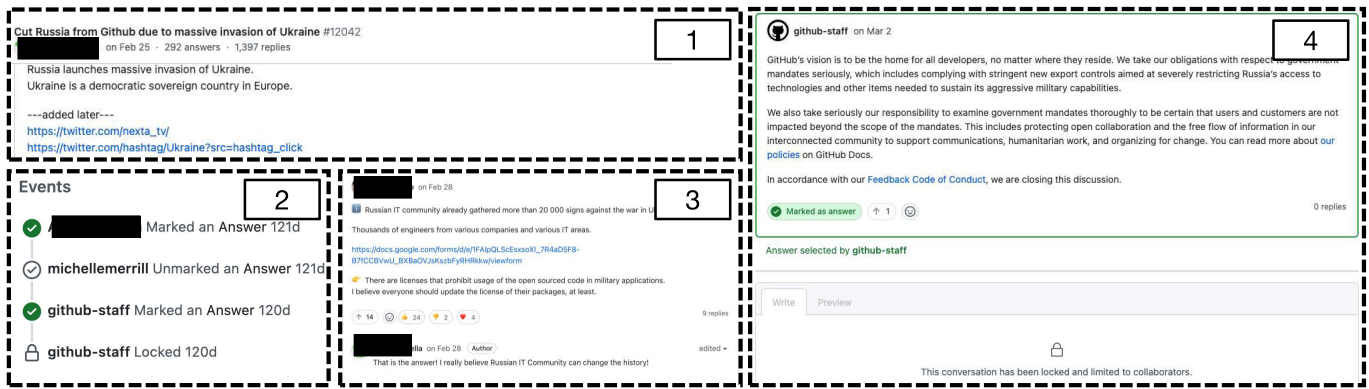 Cut Russia from Github due to massive invasion of Ukraine #12042
on Feb 25 · 292 answers · 1,397 replies
Russia launches massive invasion of Ukraine.
Ukraine is a democratic sovereign country in Europe.
---added later---
https://twitter.com/nexta_tv/
https://twitter.com/hashtag/Ukraine?src=hashtag_click
1
Events
2
Marked an Answer 121d
michellemerrill Unmarked an Answer 121d
github-staff Marked an Answer 120d
github-staff Locked 120d
on Feb 28
3
Russian IT community already gathered more than 20 000 signs against the war in
Thousands of engineers from various companies and various IT areas.
https://docs.google.com/forms/d/e/1FAIpQLScEsxsoXl_7R4aD5F8-
B7fCCBVwU_BXBaOVJsKszbFyRHRkkw/viewform
👉 There are licenses that prohibit usage of the open sourced code in military applications.
I believe everyone should update the license of their packages, at least.
↑ 14 👍 24 👎 2 ❤️ 4
9 replies
ella on Feb 28 Author
edited
That is the answer! I really believe Russian IT Community can change the history!
github-staff on Mar 2
4
GitHub's vision is to be the home for all developers, no matter where they reside. We take our obligations with respect to government
mandates seriously, which includes complying with stringent new export controls aimed at severely restricting Russia's access to
technologies and other items needed to sustain its aggressive military capabilities.
We also take seriously our responsibility to examine government mandates thoroughly to be certain that users and customers are not
impacted beyond the scope of the mandates. This includes protecting open collaboration and the free flow of information in our
interconnected community to support communications, humanitarian work, and organizing for change. You can read more about our
policies on GitHub Docs.
In accordance with our Feedback Code of Conduct, we are closing this discussion.
Marked as answer ↑ 1
0 replies
Answer selected by github-staff
Write Preview
This conversation has been locked and limited to collaborators.